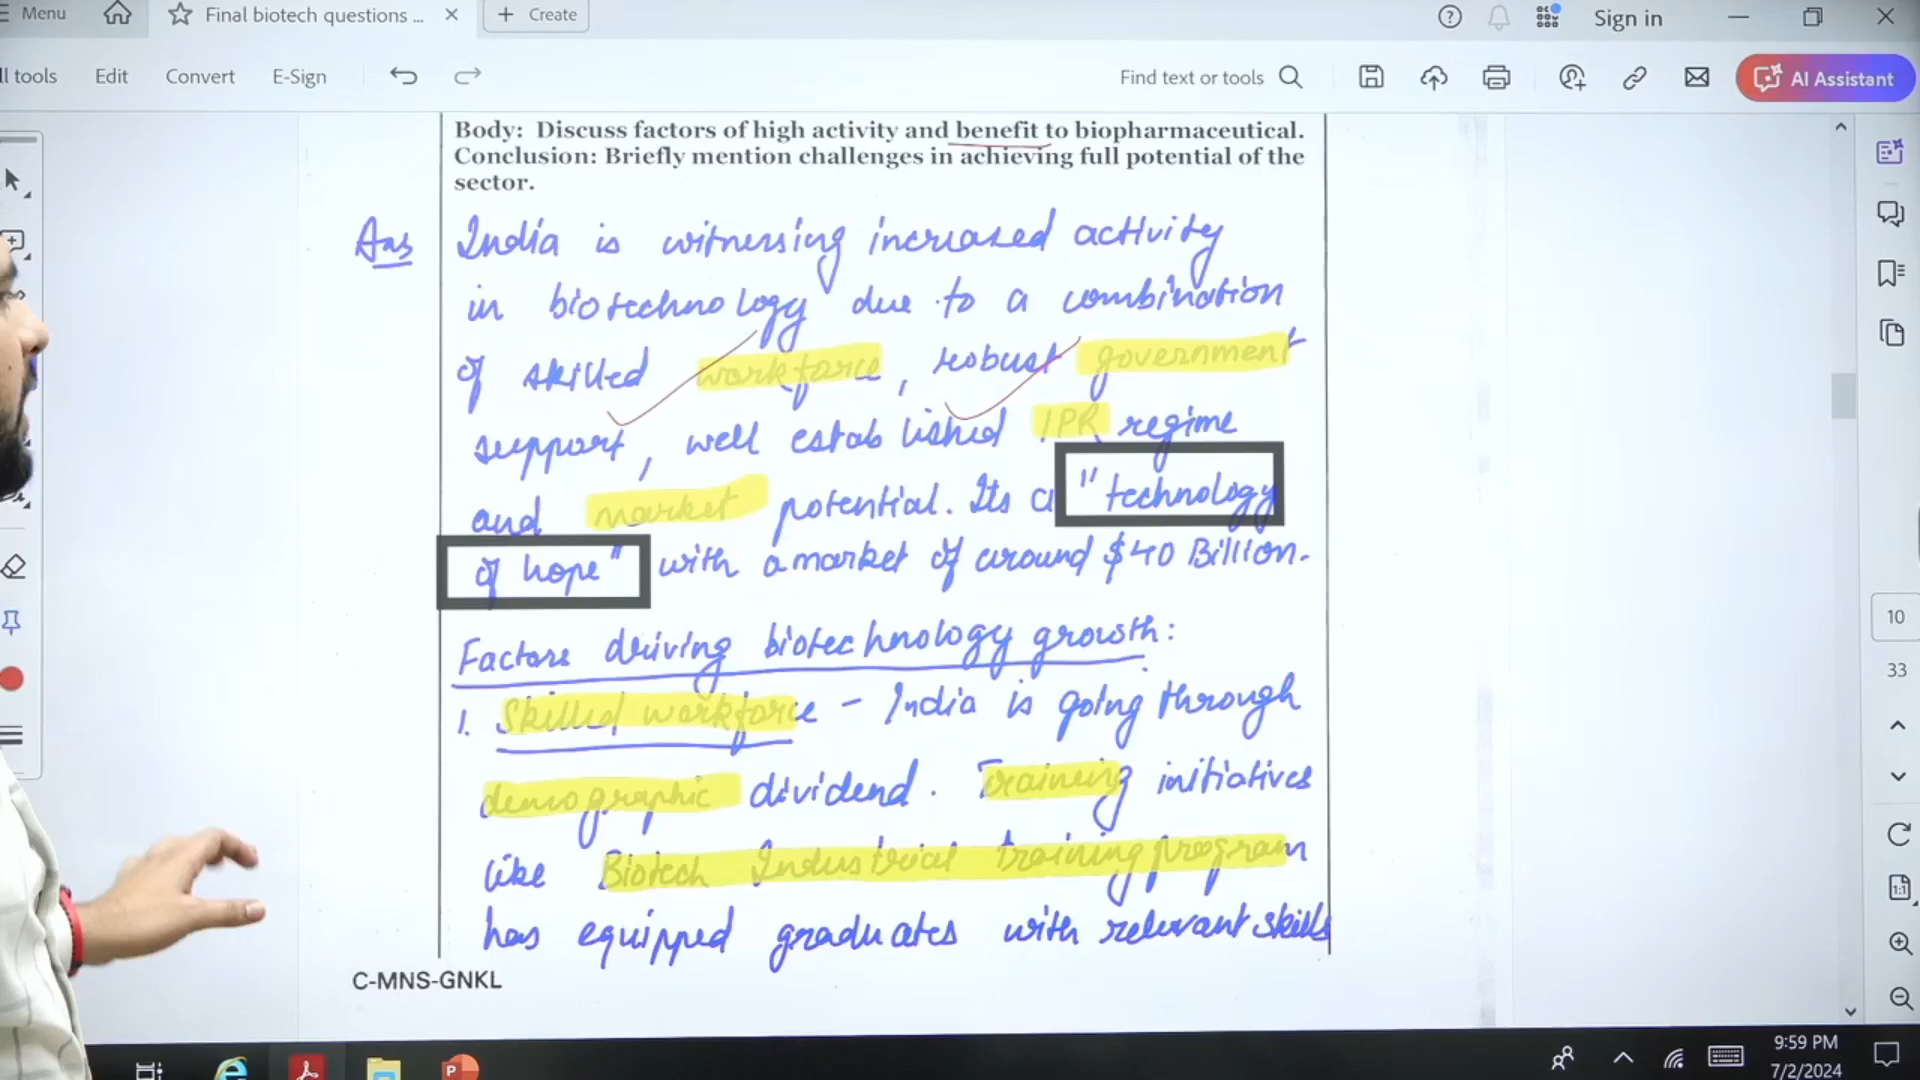 Menu
Final biotech questions ...
Create
Sign in
ll tools
Edit
Convert
E-Sign
Find text or tools
AI Assistant
Body: Discuss factors of high activity and benefit to biopharmaceutical.
Conclusion: Briefly mention challenges in achieving full potential of the
sector.
Ans India is witnessing increased activity
in biotechnology due to a combination
of skilled workforce, robust government
support, well established IPR regime
and market potential. Its a "technology
of hope" with a market of around $40 Billion.
Factors driving biotechnology growth:
1. Skilled workforce - India is going through
demographic dividend. Training initiatives
like Biotech Industrial training program
has equipped graduates with relevant skills
C-MNS-GNKL
10
33
1:1
9:59 PM
7/2/2024